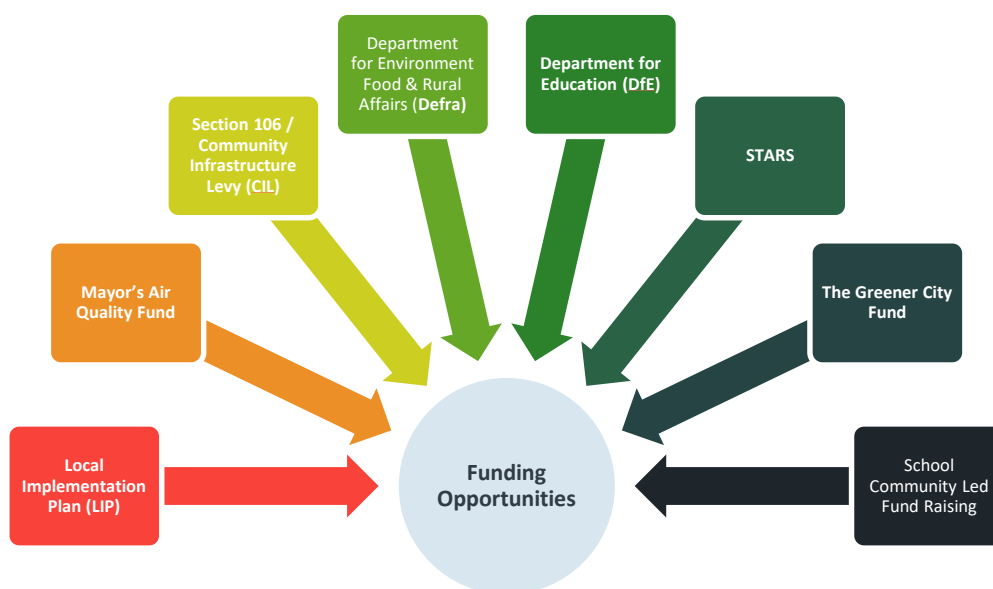 Department
for Environment
Food & Rural
Affairs (Defra)
Department for
Education (DfE)
Section 106 /
Community
Infrastructure
Levy (CIL)
STARS
Mayor's Air
Quality Fund
The Greener City
Fund
Local
Implementation
Plan (LIP)
Funding
Opportunities
School
Community Led
Fund Raising